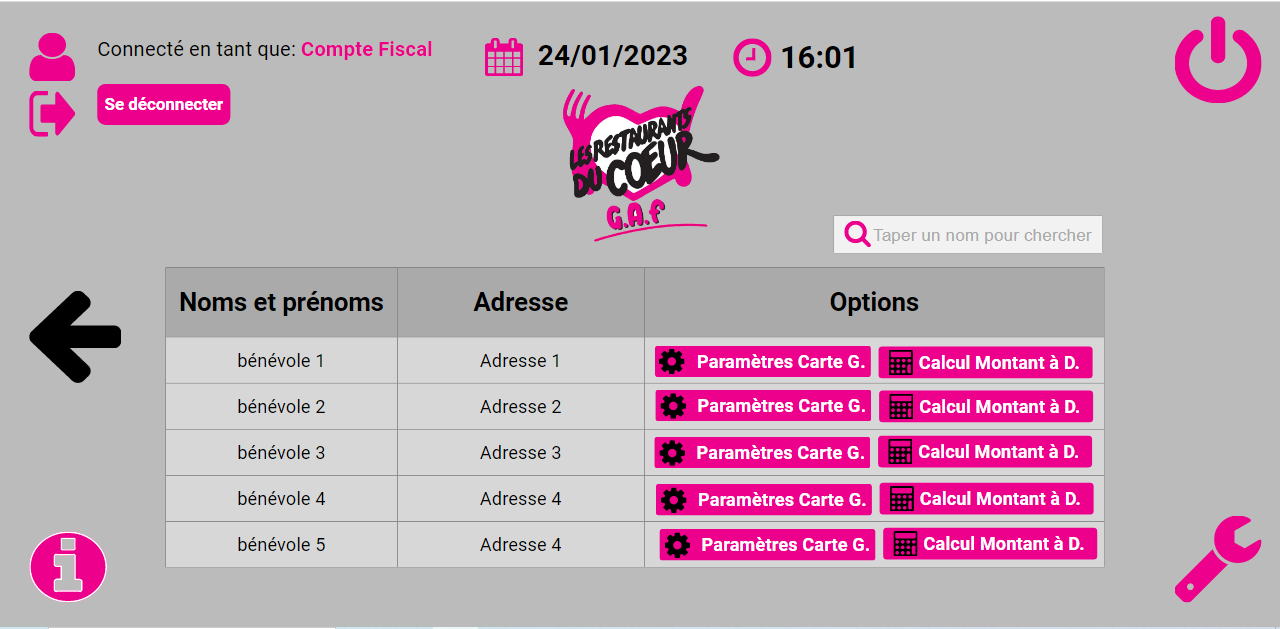 Connecté en tant que: Compte Fiscal
24/01/2023
16:01
Se déconnecter
LES RESTAURANTS
DU COEUR
G.A.f
Taper un nom pour chercher
Noms et prénoms Adresse Options
bénévole 1 Adresse 1 Paramètres Carte G. Calcul Montant à D.
bénévole 2 Adresse 2 Paramètres Carte G. Calcul Montant à D.
bénévole 3 Adresse 3 Paramètres Carte G. Calcul Montant à D.
bénévole 4 Adresse 4 Paramètres Carte G. Calcul Montant à D.
bénévole 5 Adresse 4 Paramètres Carte G. Calcul Montant à D.